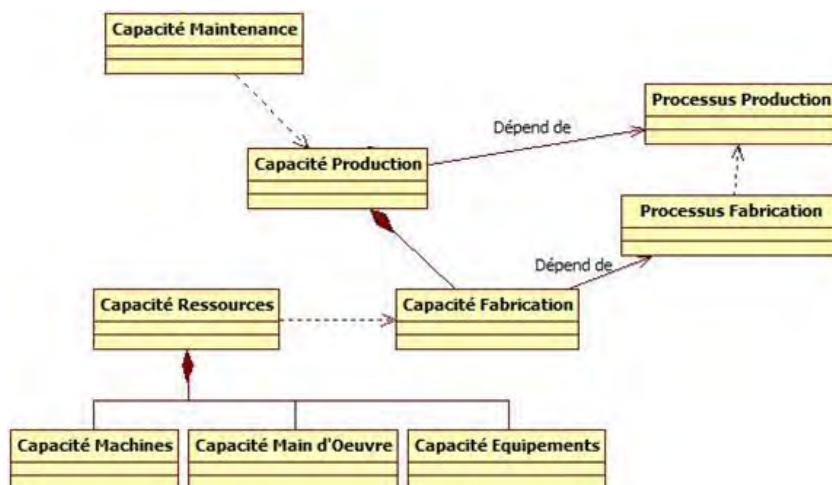 Capacité Maintenance
Processus Production
Dépend de
Capacité Production
Processus Fabrication
Dépend de
Capacité Ressources
Capacité Fabrication
Capacité Machines
Capacité Main d'Oeuvre
Capacité Equipements